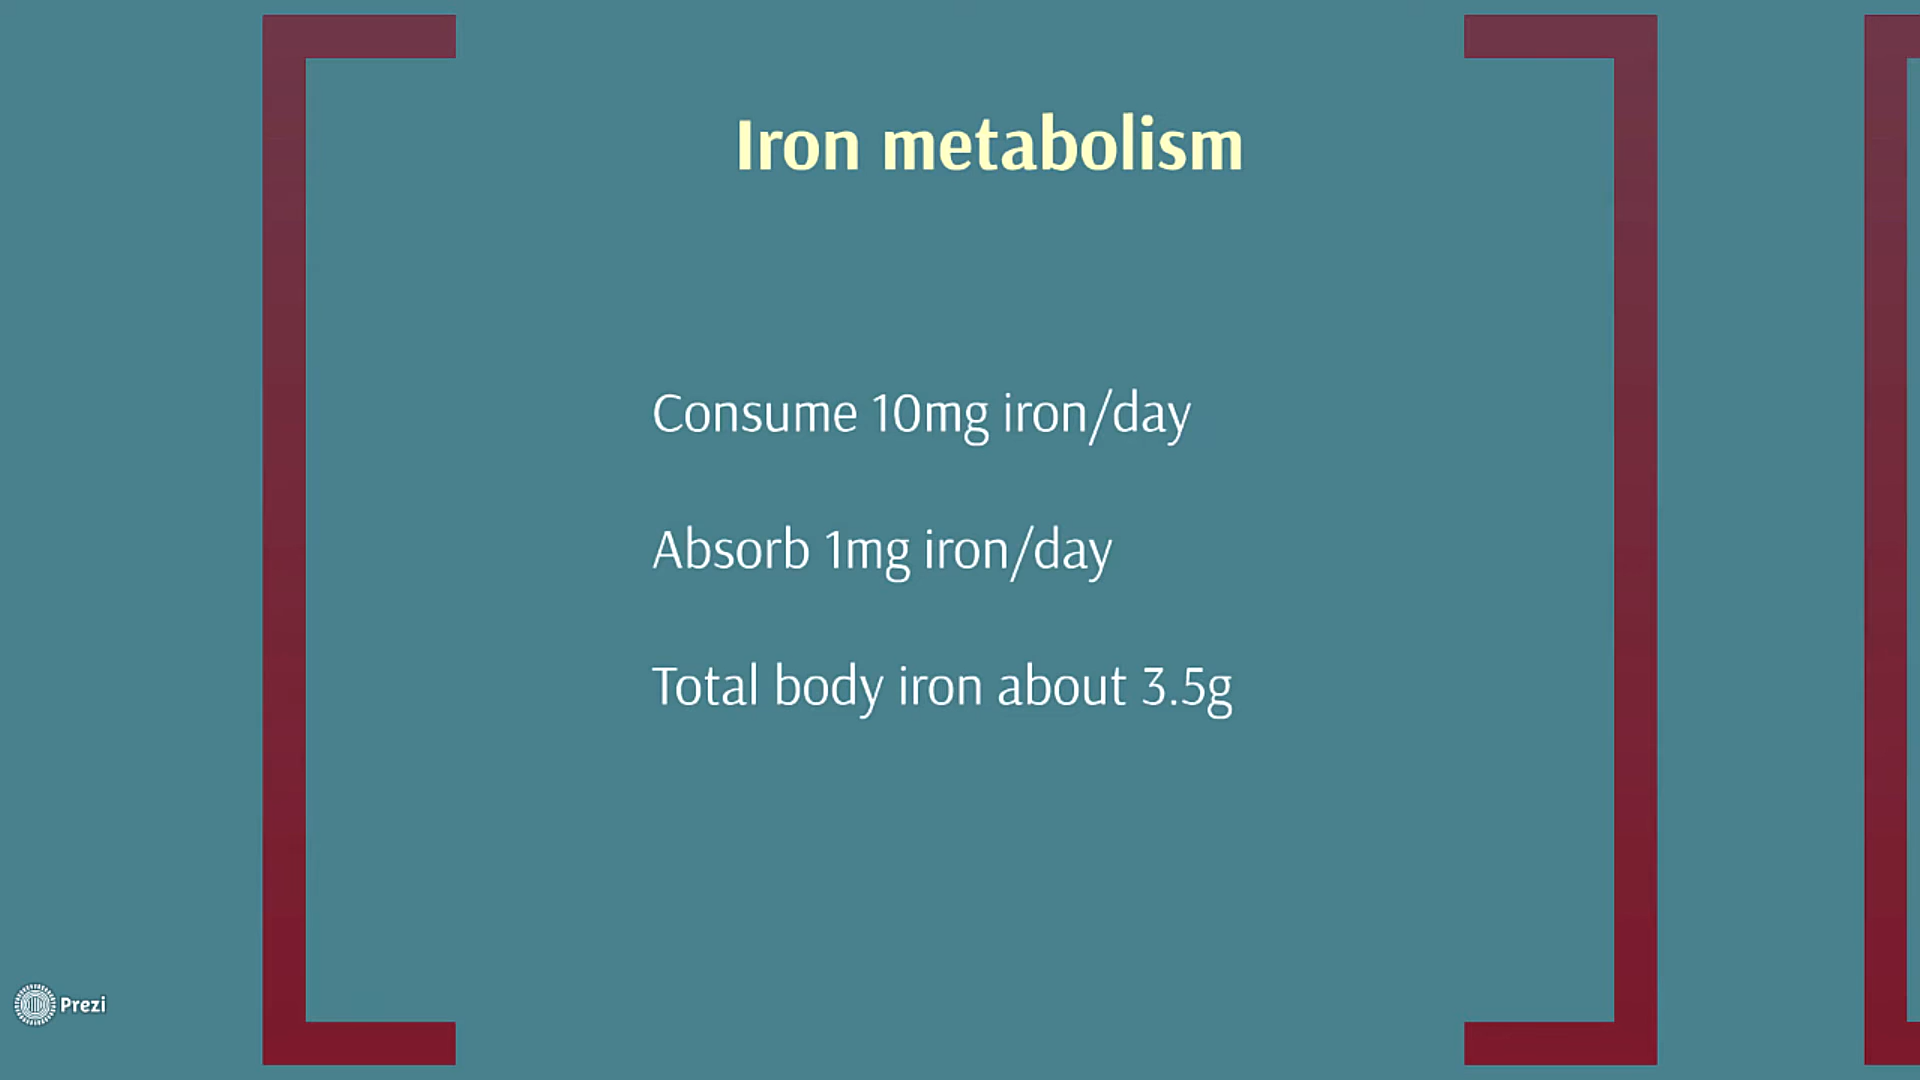 Iron metabolism
Consume 10mg iron/day
Absorb 1mg iron/day
Total body iron about 3.5g
Prezi